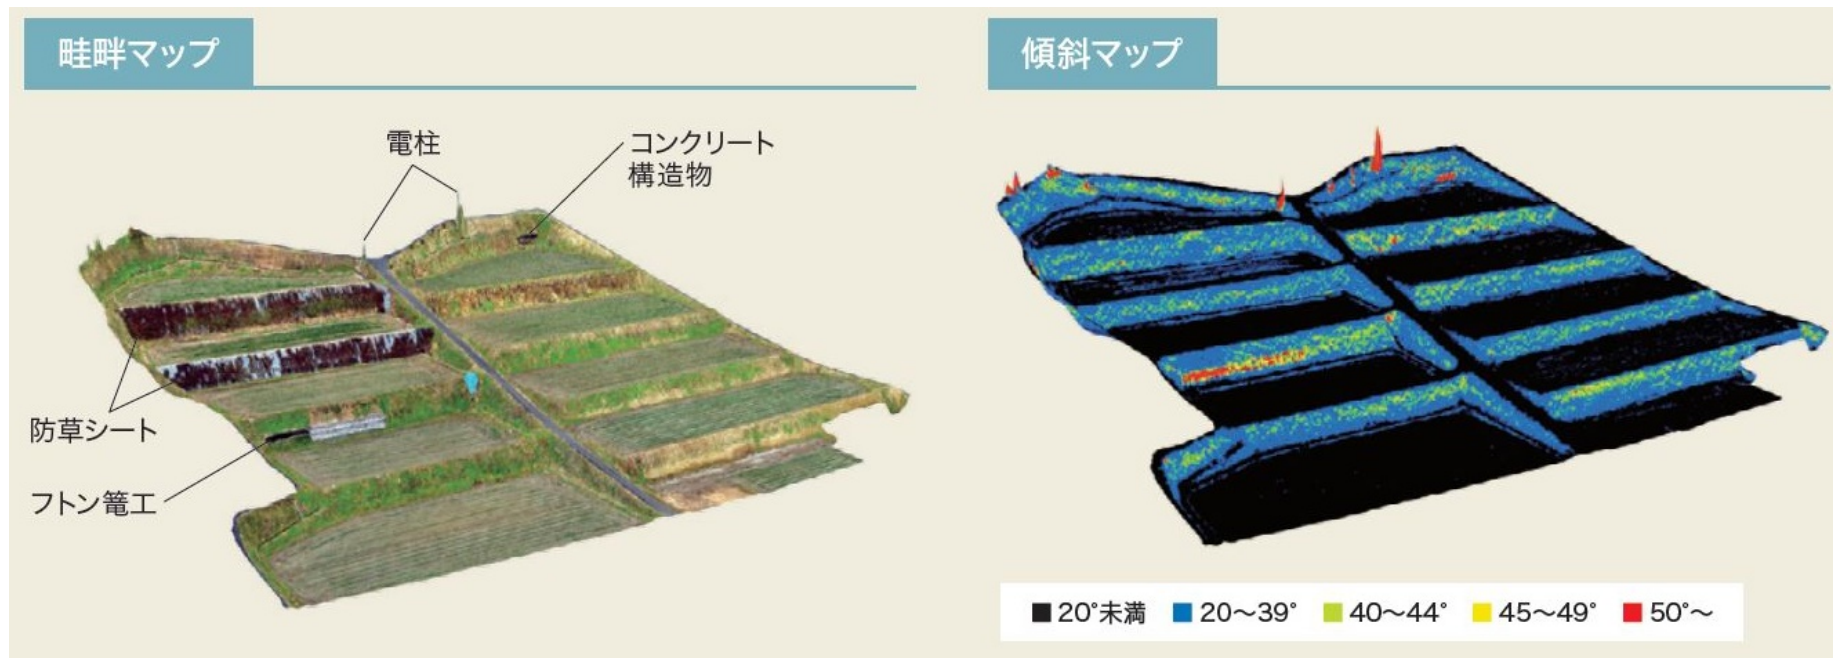 畦畔マップ
電柱
コンクリート
構造物
防草シート
フトン篭工
傾斜マップ
20°未満
20〜39°
40〜44°
45〜49°
50°〜